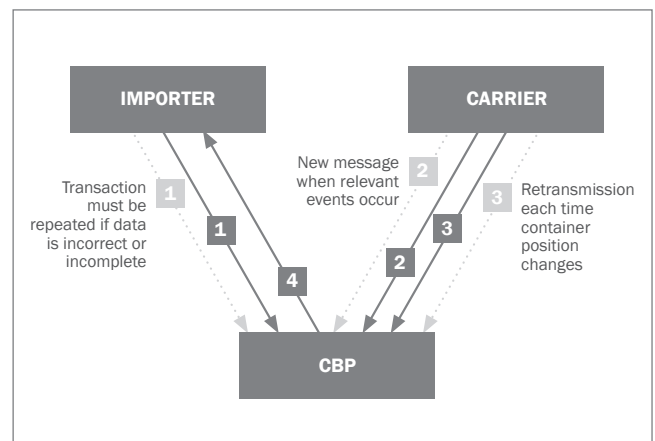 IMPORTER
CARRIER
Transaction
must be
repeated if data
is incorrect or
incomplete
1
1
4
New message
when relevant
events occur
2
2
3
3
Retransmission
each time
container
position
changes
CBP